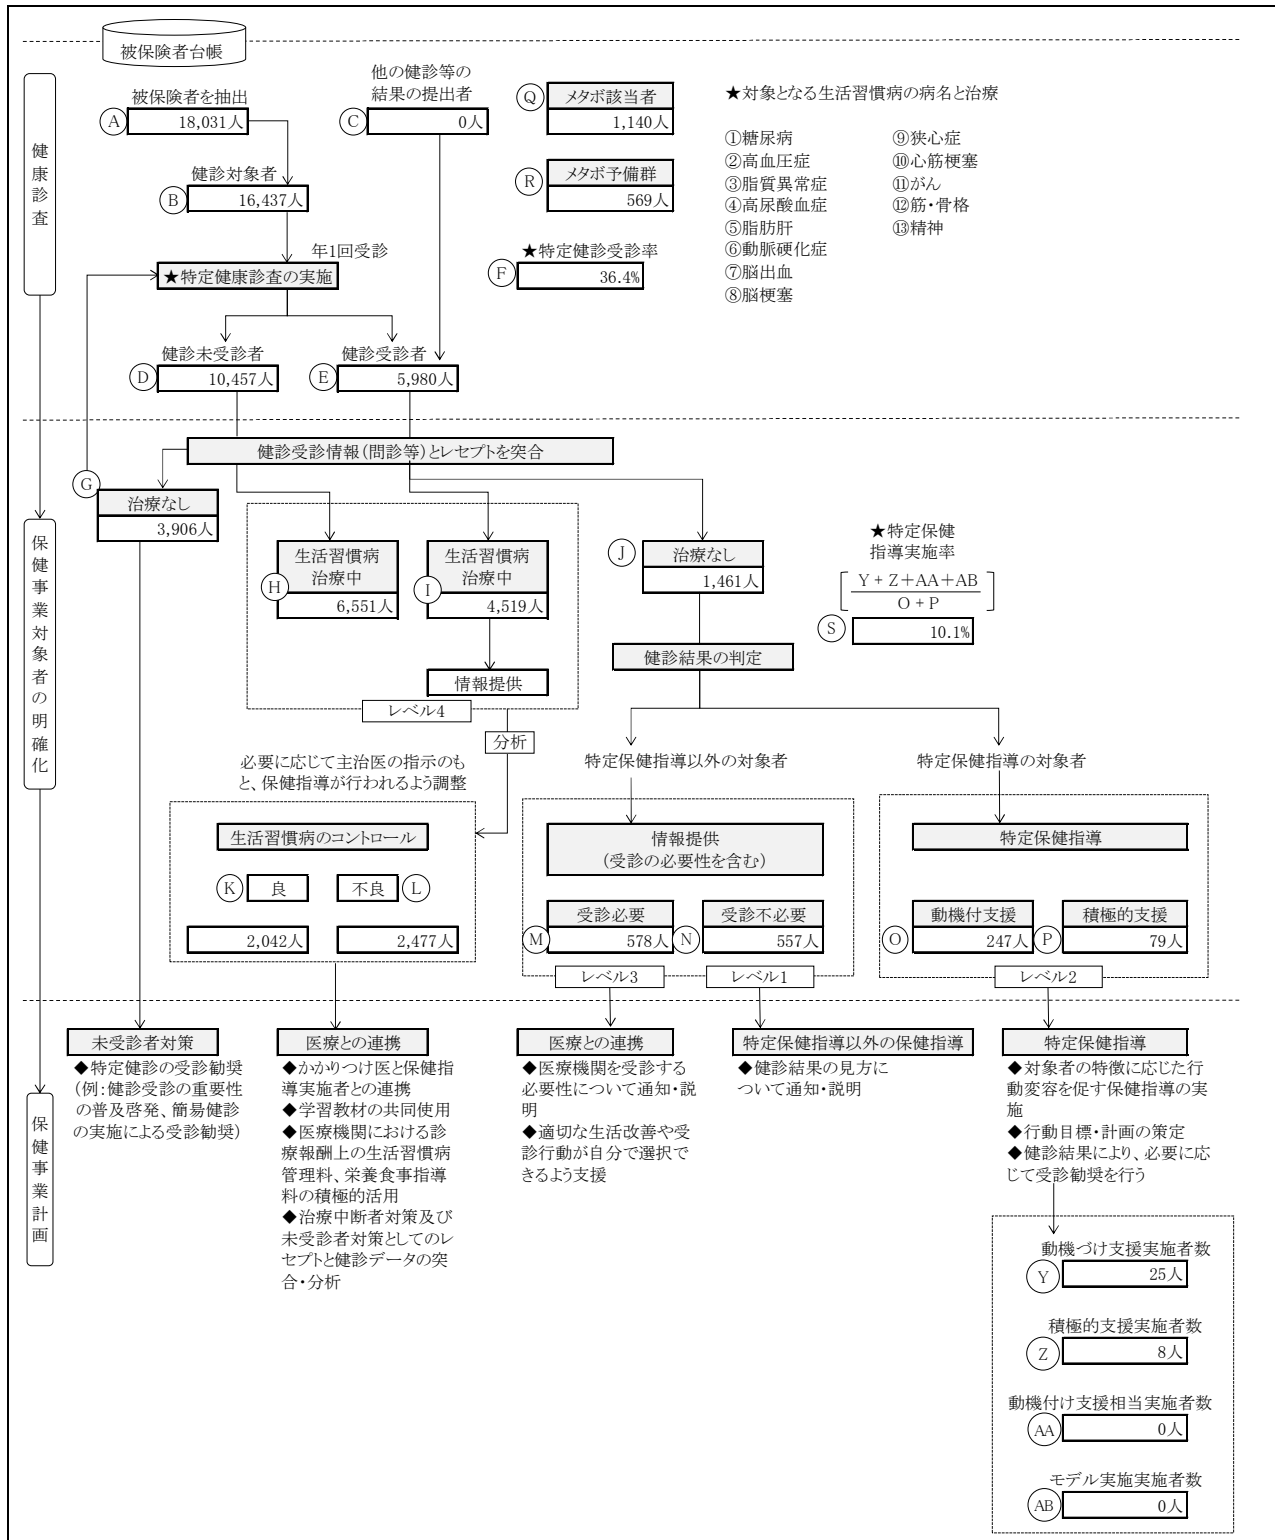 被保険者台帳
健康診査
被保険者を抽出
A
18,031人
他の健診等の
結果の提出者
C
0人
健診対象者
B
16,437人
年1回受診
★特定健康診査の実施
健診未受診者
D
10,457人
健診受診者
E
5,980人
Q
メタボ該当者
1,140人
R
メタボ予備群
569人
★特定健診受診率
F
36.4%
★対象となる生活習慣病の病名と治療
①糖尿病
②高血圧症
③脂質異常症
④高尿酸血症
⑤脂肪肝
⑥動脈硬化症
⑦脳出血
⑧脳梗塞
⑨狭心症
⑩心筋梗塞
⑪がん
⑫筋・骨格
⑬精神
保健事業対象者の明確化
健診受診情報(問診等)とレセプトを突合
G
治療なし
3,906人
生活習慣病
治療中
H
6,551人
生活習慣病
治療中
I
4,519人
情報提供
レベル4
分析
J
治療なし
1,461人
健診結果の判定
★特定保健
指導実施率
Y+Z+AA+AB
O+P
S
10.1%
必要に応じて主治医の指示のも
と、保健指導が行われるよう調整
生活習慣病のコントロール
K
良
不良
L
2,042人
2,477人
特定保健指導以外の対象者
情報提供
(受診の必要性を含む)
受診必要
M
578人
受診不必要
N
557人
レベル3
レベル1
特定保健指導の対象者
特定保健指導
動機付支援
O
247人
積極的支援
P
79人
レベル2
保健事業計画
未受診者対策
◆特定健診の受診勧奨
(例:健診受診の重要性
の普及啓発、簡易健診
の実施による受診勧奨)
医療との連携
◆かかりつけ医と保健指
導実施者との連携
◆学習教材の共同使用
◆医療機関における診
療報酬上の生活習慣病
管理料、栄養食事指導
料の積極的活用
◆治療中断者対策及び
未受診者対策としてのレ
セプトと健診データの突
合・分析
医療との連携
◆医療機関を受診する
必要性について通知・説
明
◆適切な生活改善や受
診行動が自分で選択で
きるよう支援
特定保健指導以外の保健指導
◆健診結果の見方に
ついて通知・説明
特定保健指導
◆対象者の特徴に応じた行
動変容を促す保健指導の実
施
◆行動目標・計画の策定
◆健診結果により、必要に応
じて受診勧奨を行う
動機づけ支援実施者数
Y
25人
積極的支援実施者数
Z
8人
動機付け支援相当実施者数
AA
0人
モデル実施実施者数
AB
0人